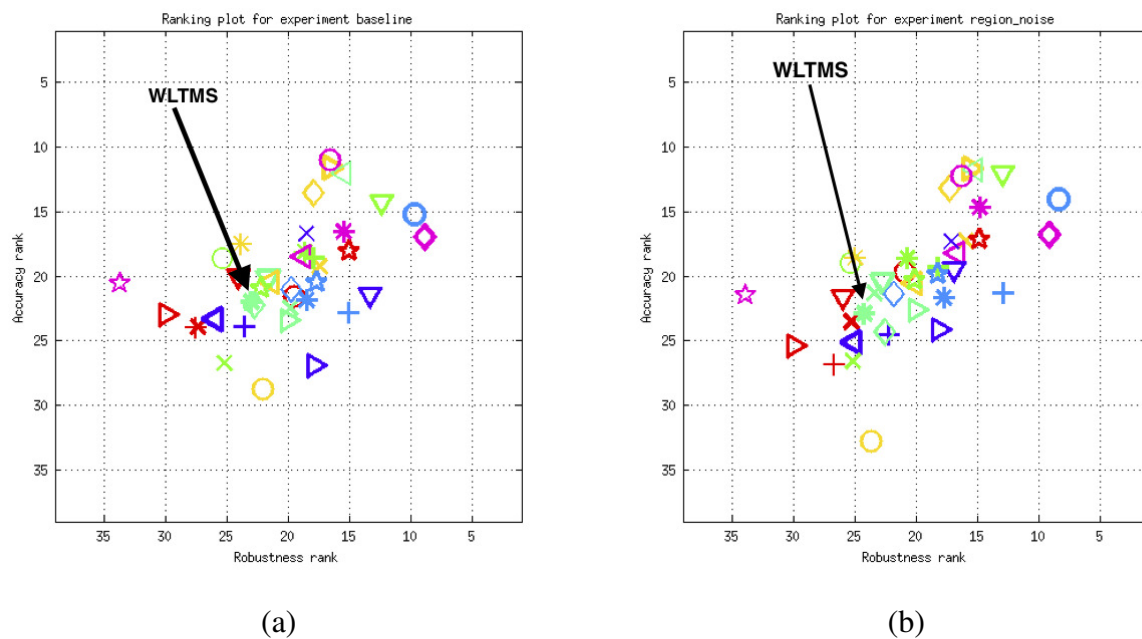 Ranking plot for experiment baseline
5
10
15
20
25
30
35
Accuracy rank
WLTMS
35 30 25 20 15 10 5
Robustness rank
(a)
Ranking plot for experiment region_noise
5
10
15
20
25
30
35
Accuracy rank
WLTMS
35 30 25 20 15 10 5
Robustness rank
(b)